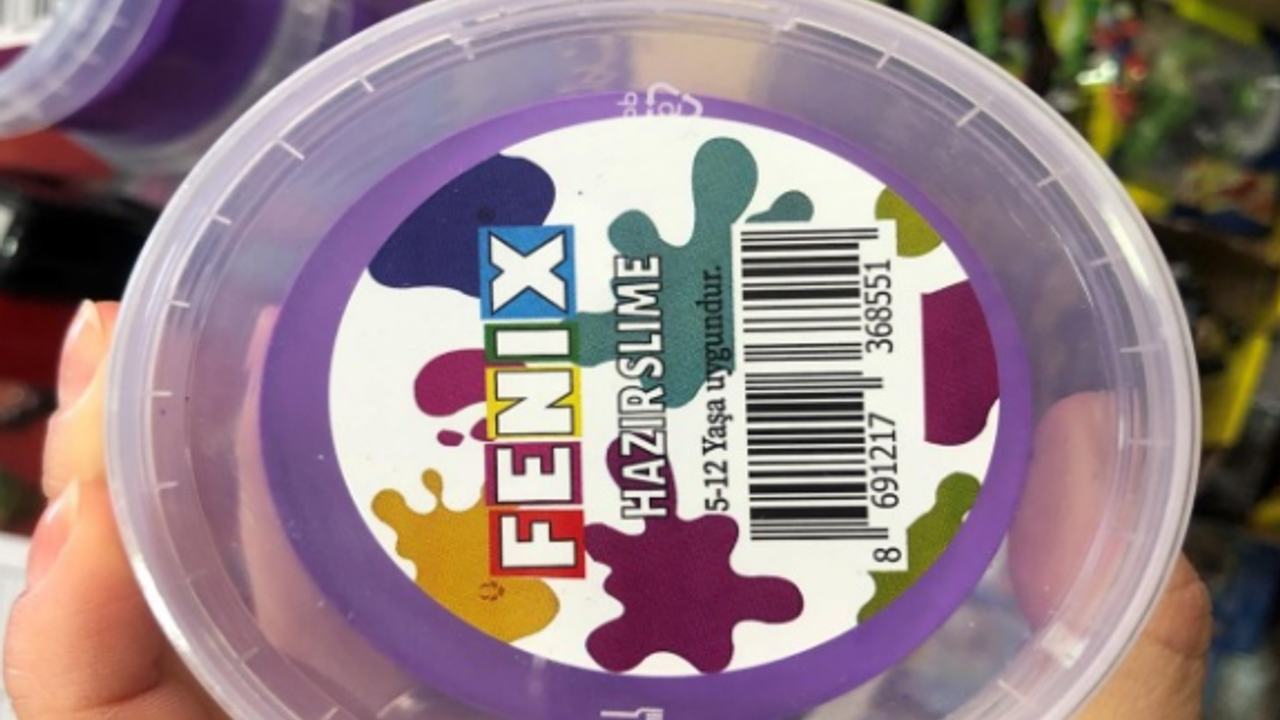 FENIX
HAZIR SLIME
5-12 Yaşa uygundur.
8 691217 368551